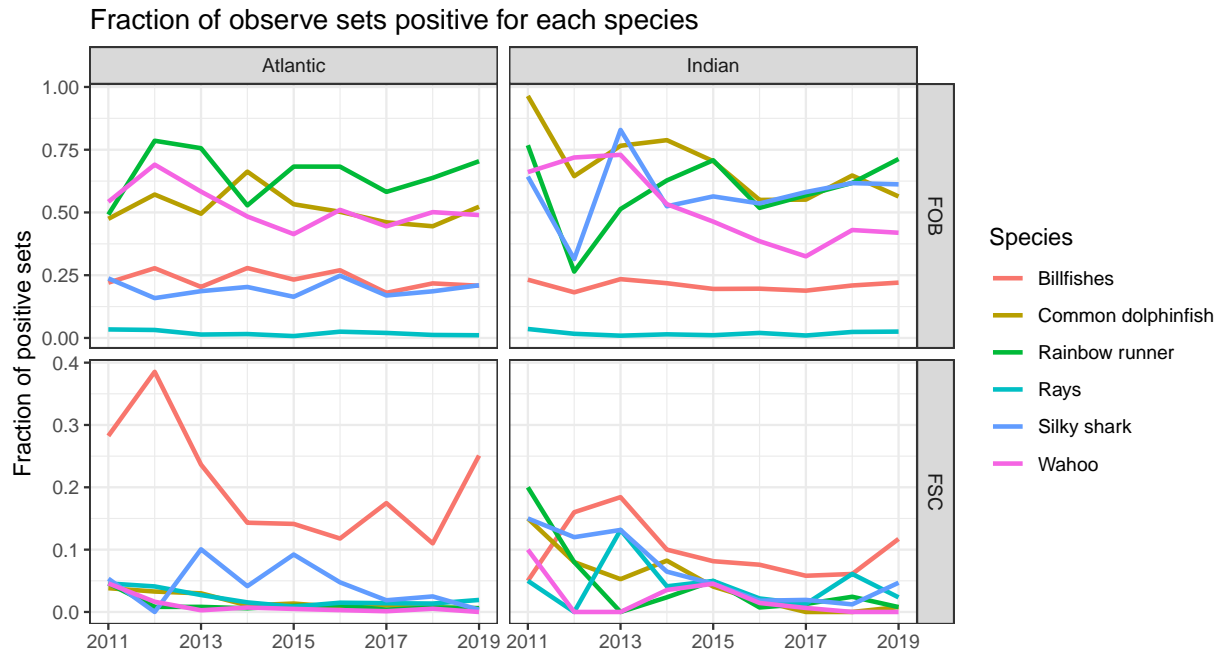 Fraction of observe sets positive for each species
Atlantic
Indian
1.00
0.75
0.50
0.25
0.00
FOB
0.4
0.3
0.2
0.1
0.0
FSC
Fraction of positive sets
2011 2013 2015 2017 2019
2011 2013 2015 2017 2019
Species
Billfishes
Common dolphinfish
Rainbow runner
Rays
Silky shark
Wahoo